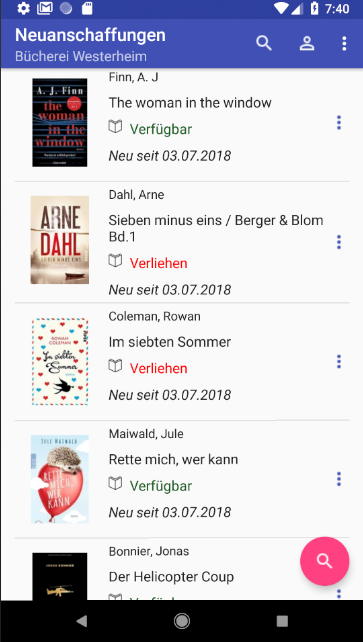 7:40
Neuanschaffungen
Bücherei Westerheim
Finn, A. J
A. J. Finn
the
woman
in the
window
The woman in the window
Verfügbar
Neu seit 03.07.2018
Dahl, Arne
ARNE
DAHL
Sieben minus eins / Berger & Blom
Bd.1
Verliehen
Neu seit 03.07.2018
Coleman, Rowan
ROWAN
COLEMAN
Im siebten
Sommer
Im siebten Sommer
Verliehen
Neu seit 03.07.2018
Maiwald, Jule
JULE MAIWALD
RETTE
MICH,
WER
KANN
Rette mich, wer kann
Verfügbar
Neu seit 03.07.2018
Bonnier, Jonas
JONAS BONNIER
Der Helicopter Coup